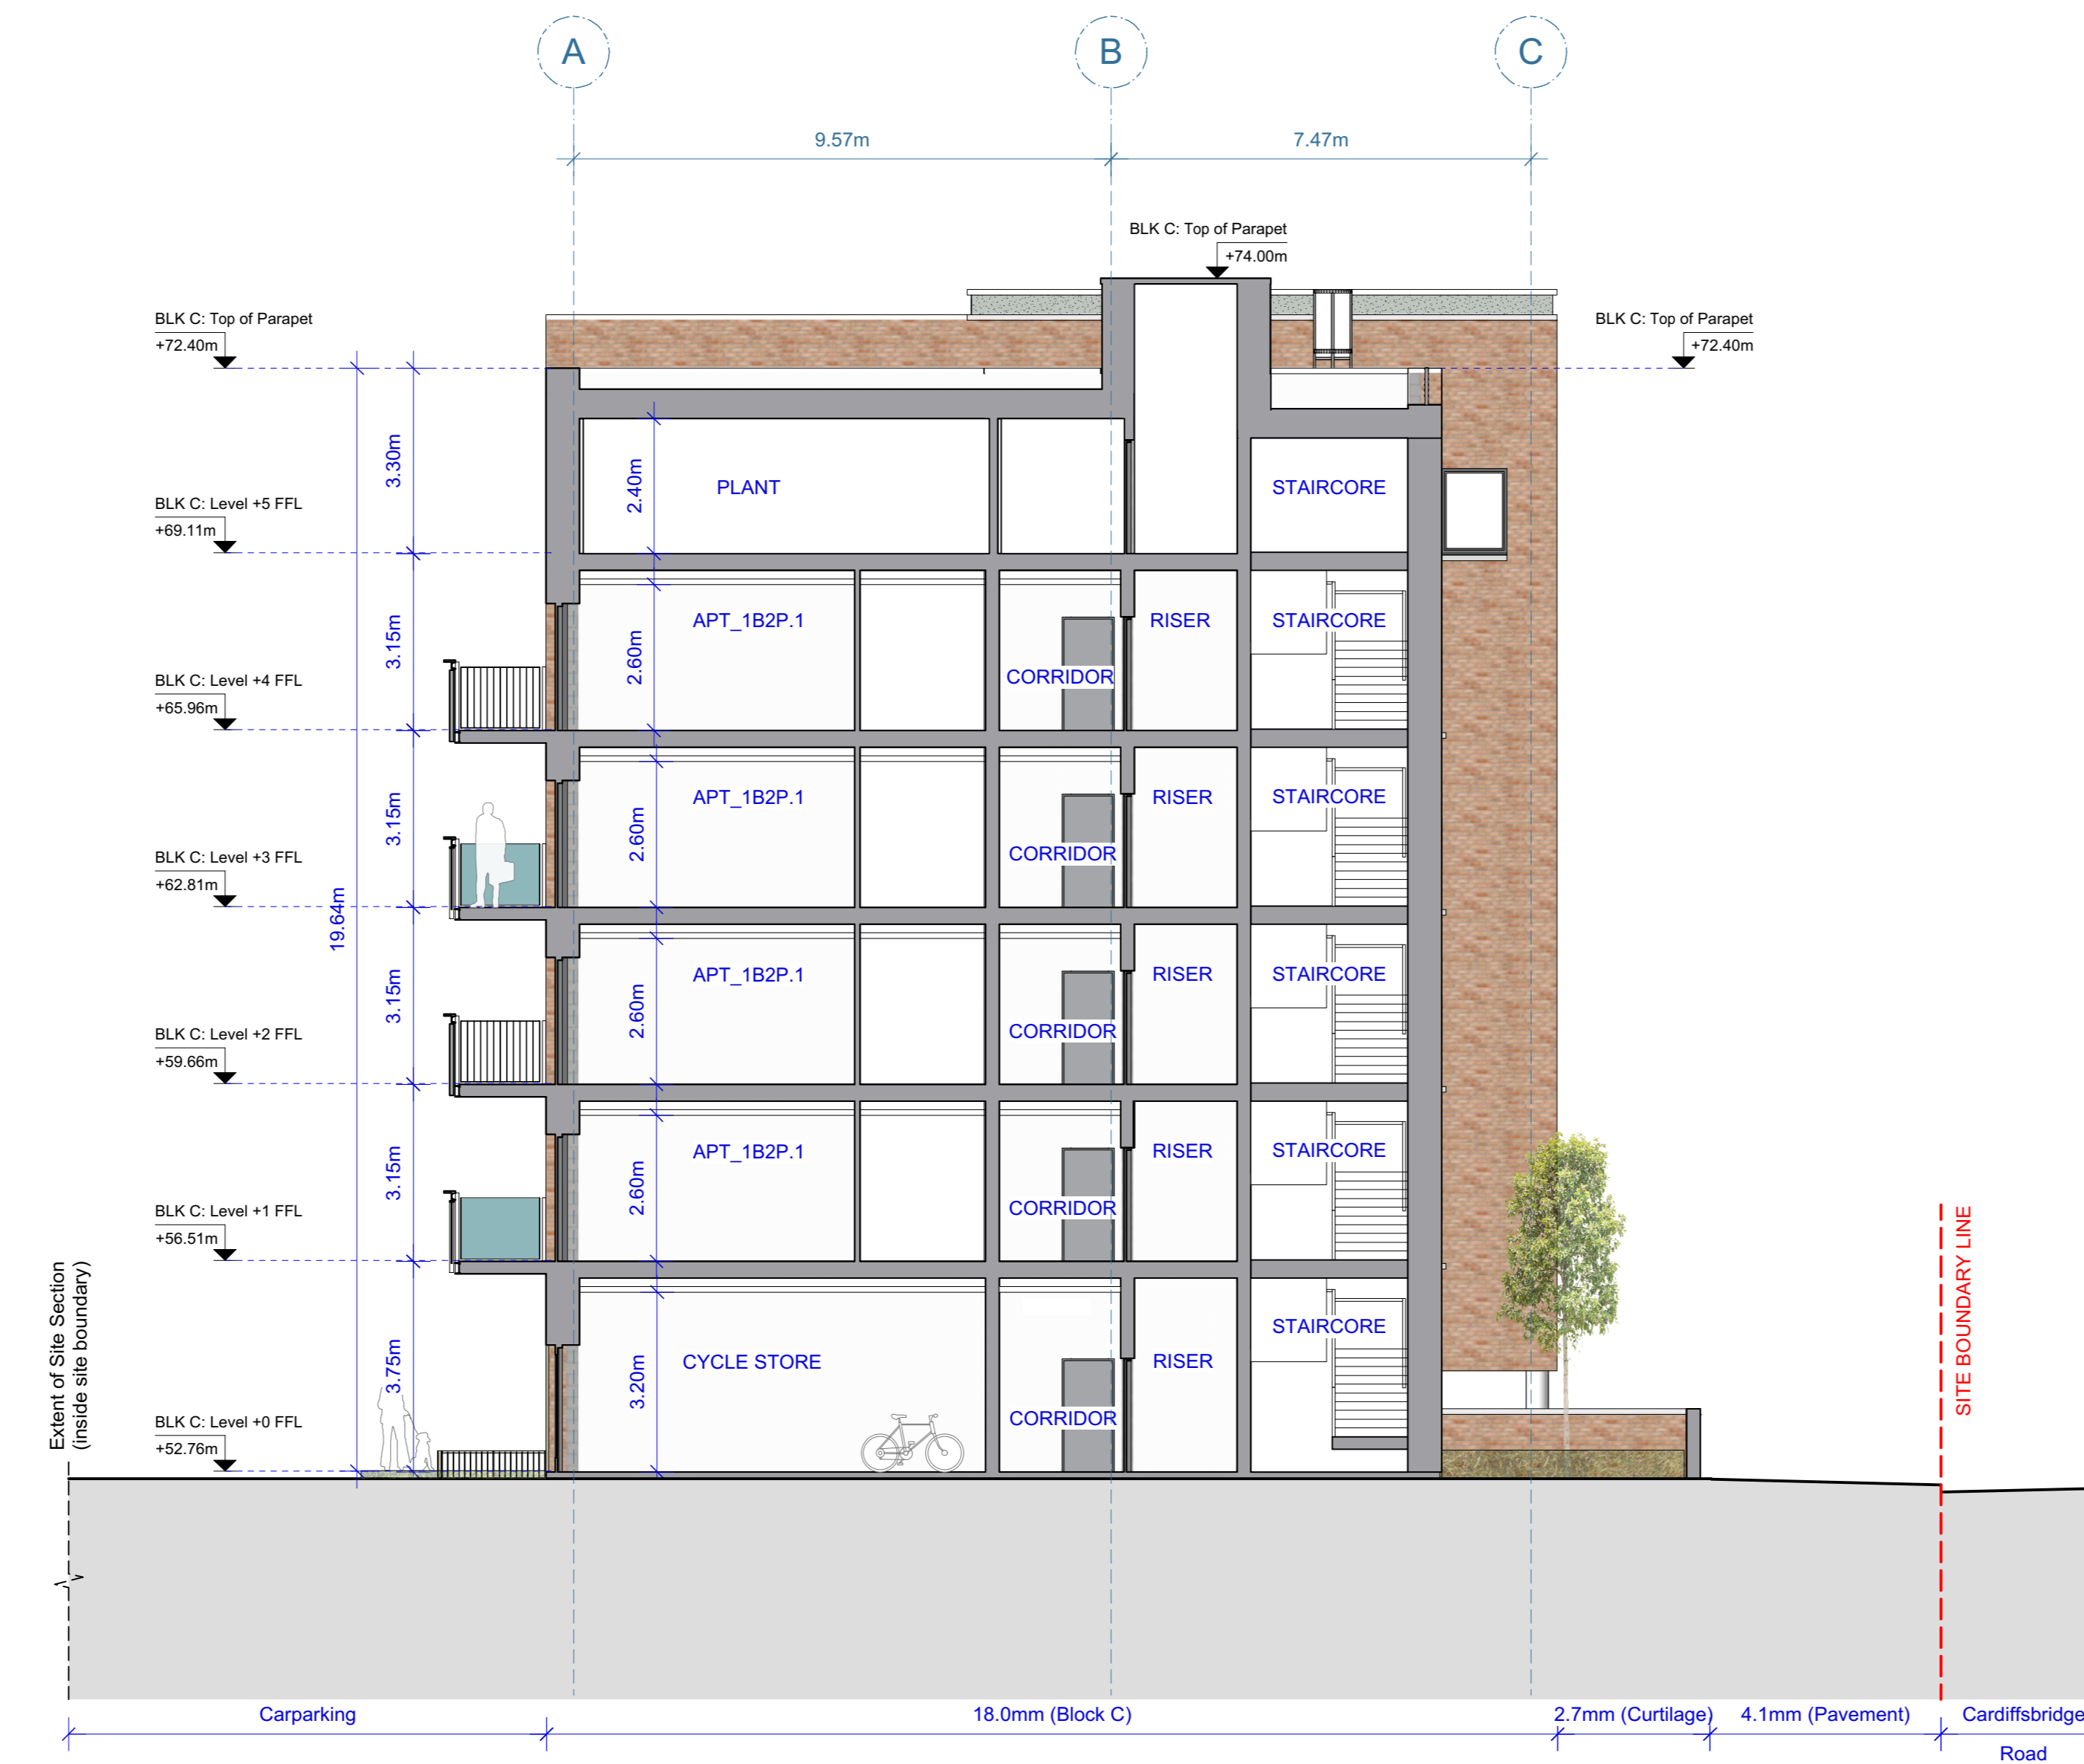 A
B
C
9.57m
7.47m
BLK C: Top of Parapet
+74.00m
BLK C: Top of Parapet
+72.40m
BLK C: Top of Parapet
+72.40m
3.30m
2.40m
PLANT
STAIRCORE
BLK C: Level +5 FFL
+69.11m
3.15m
2.60m
APT_1B2P.1
CORRIDOR
RISER
STAIRCORE
BLK C: Level +4 FFL
+65.96m
3.15m
2.60m
APT_1B2P.1
CORRIDOR
RISER
STAIRCORE
BLK C: Level +3 FFL
+62.81m
19.64m
3.15m
2.60m
APT_1B2P.1
CORRIDOR
RISER
STAIRCORE
BLK C: Level +2 FFL
+59.66m
3.15m
2.60m
APT_1B2P.1
CORRIDOR
RISER
STAIRCORE
BLK C: Level +1 FFL
+56.51m
3.75m
3.20m
CYCLE STORE
CORRIDOR
RISER
STAIRCORE
BLK C: Level +0 FFL
+52.76m
Extent of Site Section
(inside site boundary)
SITE BOUNDARY LINE
Carparking
18.0mm (Block C)
2.7mm (Curtilage)
4.1mm (Pavement)
Cardiffsbridge
Road